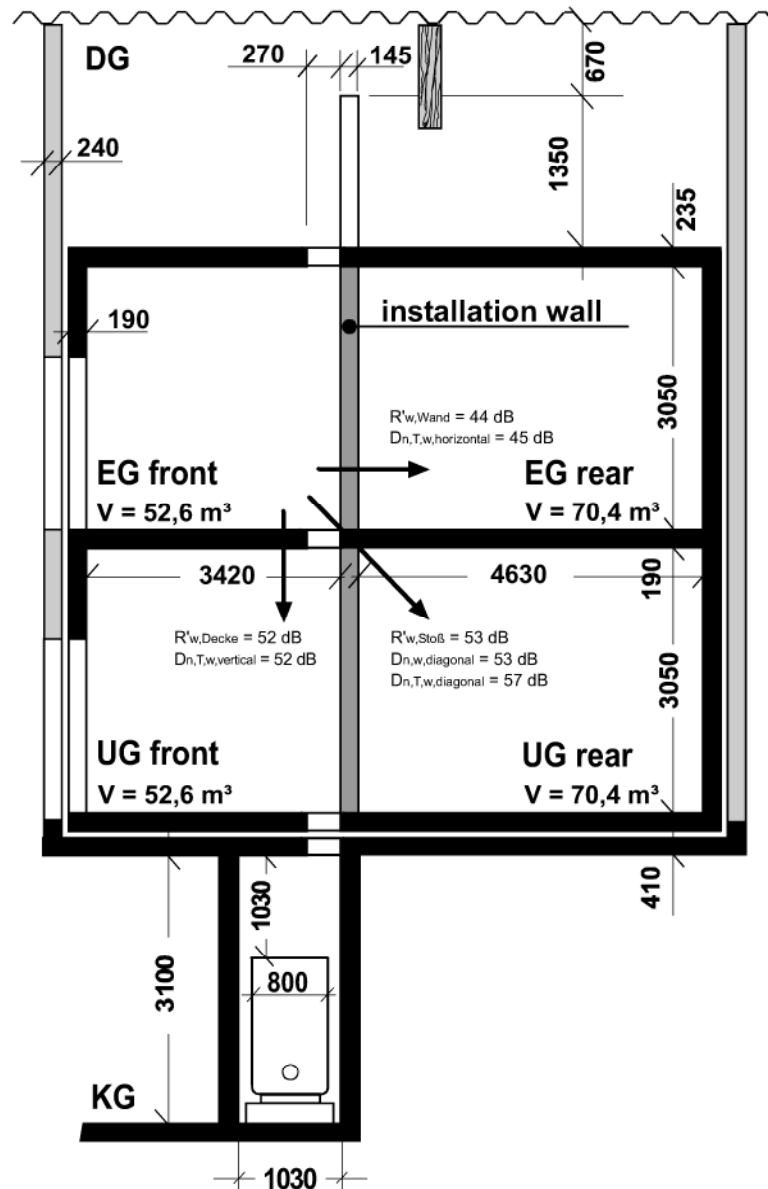 DG
270
145
670
240
1350
235
190
installation wall
3050
R'w,Wand = 44 dB
Dn,T,w,horizontal = 45 dB
EG front
V = 52,6 m³
EG rear
V = 70,4 m³
3420
4630
190
R'w,Decke = 52 dB
Dn,T,w,vertical = 52 dB
R'w,Stoß = 53 dB
Dn,w,diagonal = 53 dB
Dn,T,w,diagonal = 57 dB
3050
UG front
V = 52,6 m³
UG rear
V = 70,4 m³
410
1030
3100
800
KG
1030